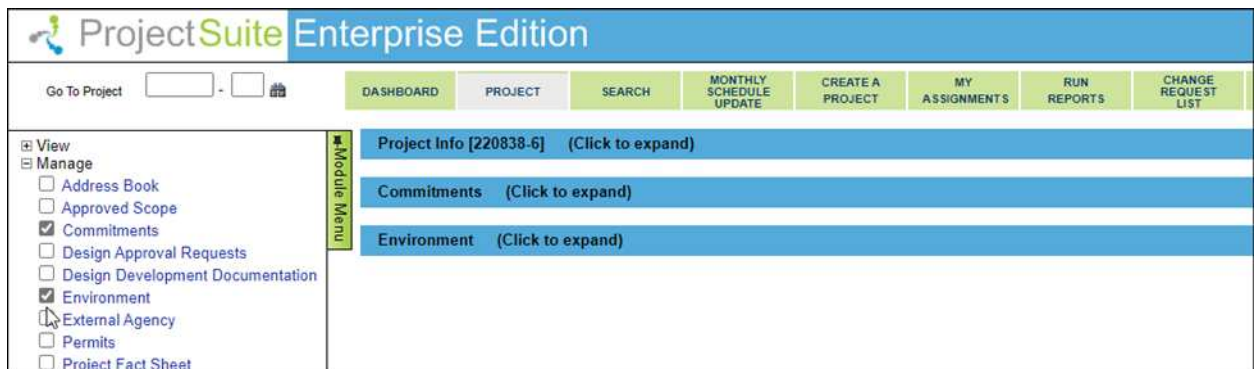 ProjectSuite Enterprise Edition
Go To Project
-
DASHBOARD
PROJECT
SEARCH
MONTHLY
SCHEDULE
UPDATE
CREATE A
PROJECT
MY
ASSIGNMENTS
RUN
REPORTS
CHANGE
REQUEST
LIST
View
Manage
Address Book
Approved Scope
Commitments
Design Approval Requests
Design Development Documentation
Environment
External Agency
Permits
Project Fact Sheet
Module Menu
Project Info [220838-6] (Click to expand)
Commitments (Click to expand)
Environment (Click to expand)